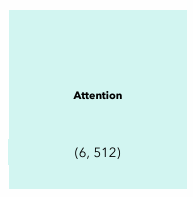 Attention
(6, 512)